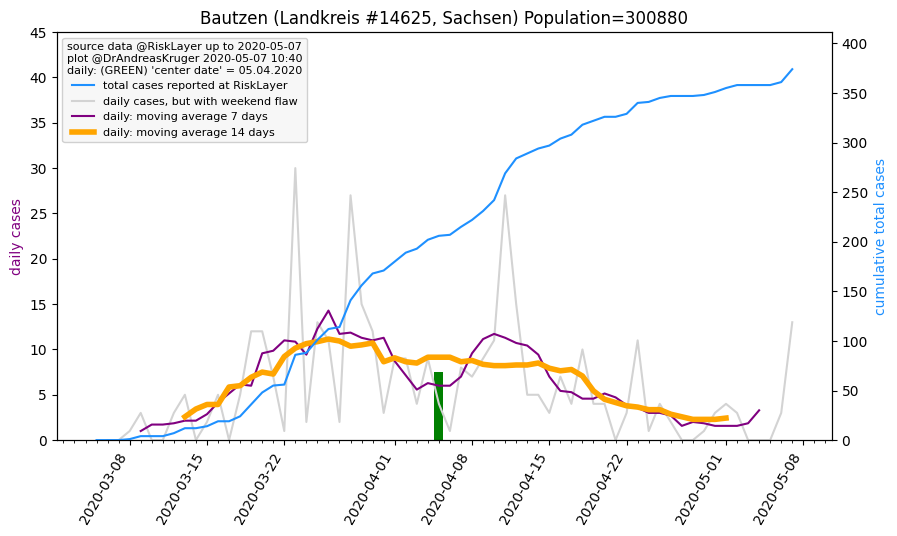 Bautzen (Landkreis #14625, Sachsen) Population=300880
source data @RiskLayer up to 2020-05-07
plot @DrAndreasKruger 2020-05-07 10:40
daily: (GREEN) 'center date' = 05.04.2020
total cases reported at RiskLayer
daily cases, but with weekend flaw
daily: moving average 7 days
daily: moving average 14 days
daily cases
45
40
35
30
25
20
15
10
5
0
cumulative total cases
400
350
300
250
200
150
100
50
0
2020-03-08
2020-03-15
2020-03-22
2020-04-01
2020-04-08
2020-04-15
2020-04-22
2020-05-01
2020-05-08